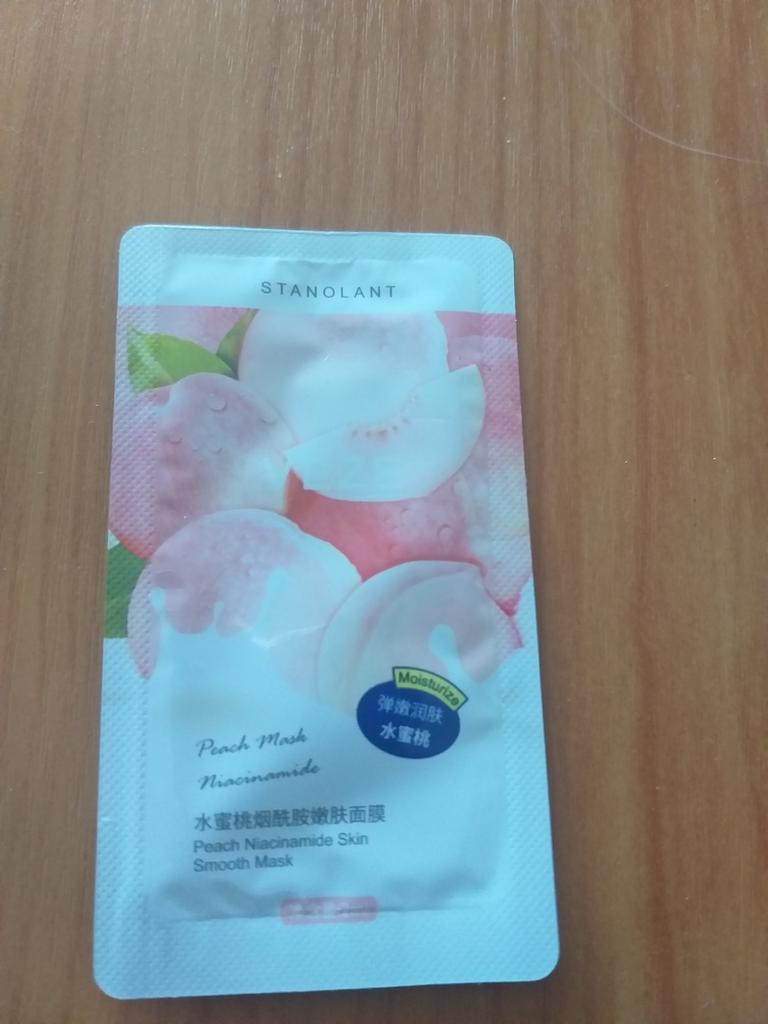 STANOLANT
Moisturize
弹嫩润肤
水蜜桃
Peach Mask
Niacinamide
水蜜桃烟酰胺嫩肤面膜
Peach Niacinamide Skin
Smooth Mask